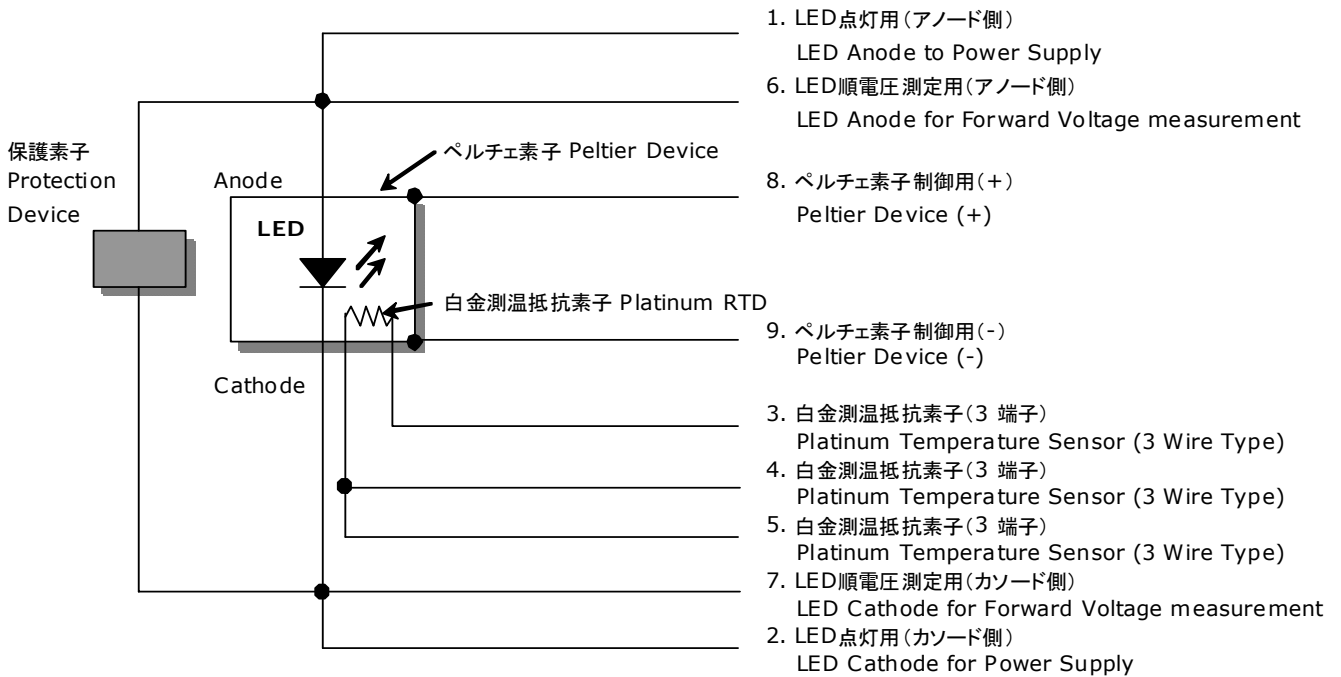 1. LED点灯用(アノード側)
LED Anode to Power Supply
6. LED順電圧測定用(アノード側)
LED Anode for Forward Voltage measurement
保護素子
Protection
Device
ペルチェ素子 Peltier Device
Anode
8. ペルチェ素子制御用(+)
Peltier Device (+)
LED
白金測温抵抗素子 Platinum RTD
9. ペルチェ素子制御用(-)
Peltier Device (-)
Cathode
3. 白金測温抵抗素子(3 端子)
Platinum Temperature Sensor (3 Wire Type)
4. 白金測温抵抗素子(3 端子)
Platinum Temperature Sensor (3 Wire Type)
5. 白金測温抵抗素子(3 端子)
Platinum Temperature Sensor (3 Wire Type)
7. LED順電圧測定用(カソード側)
LED Cathode for Forward Voltage measurement
2. LED点灯用(カソード側)
LED Cathode for Power Supply